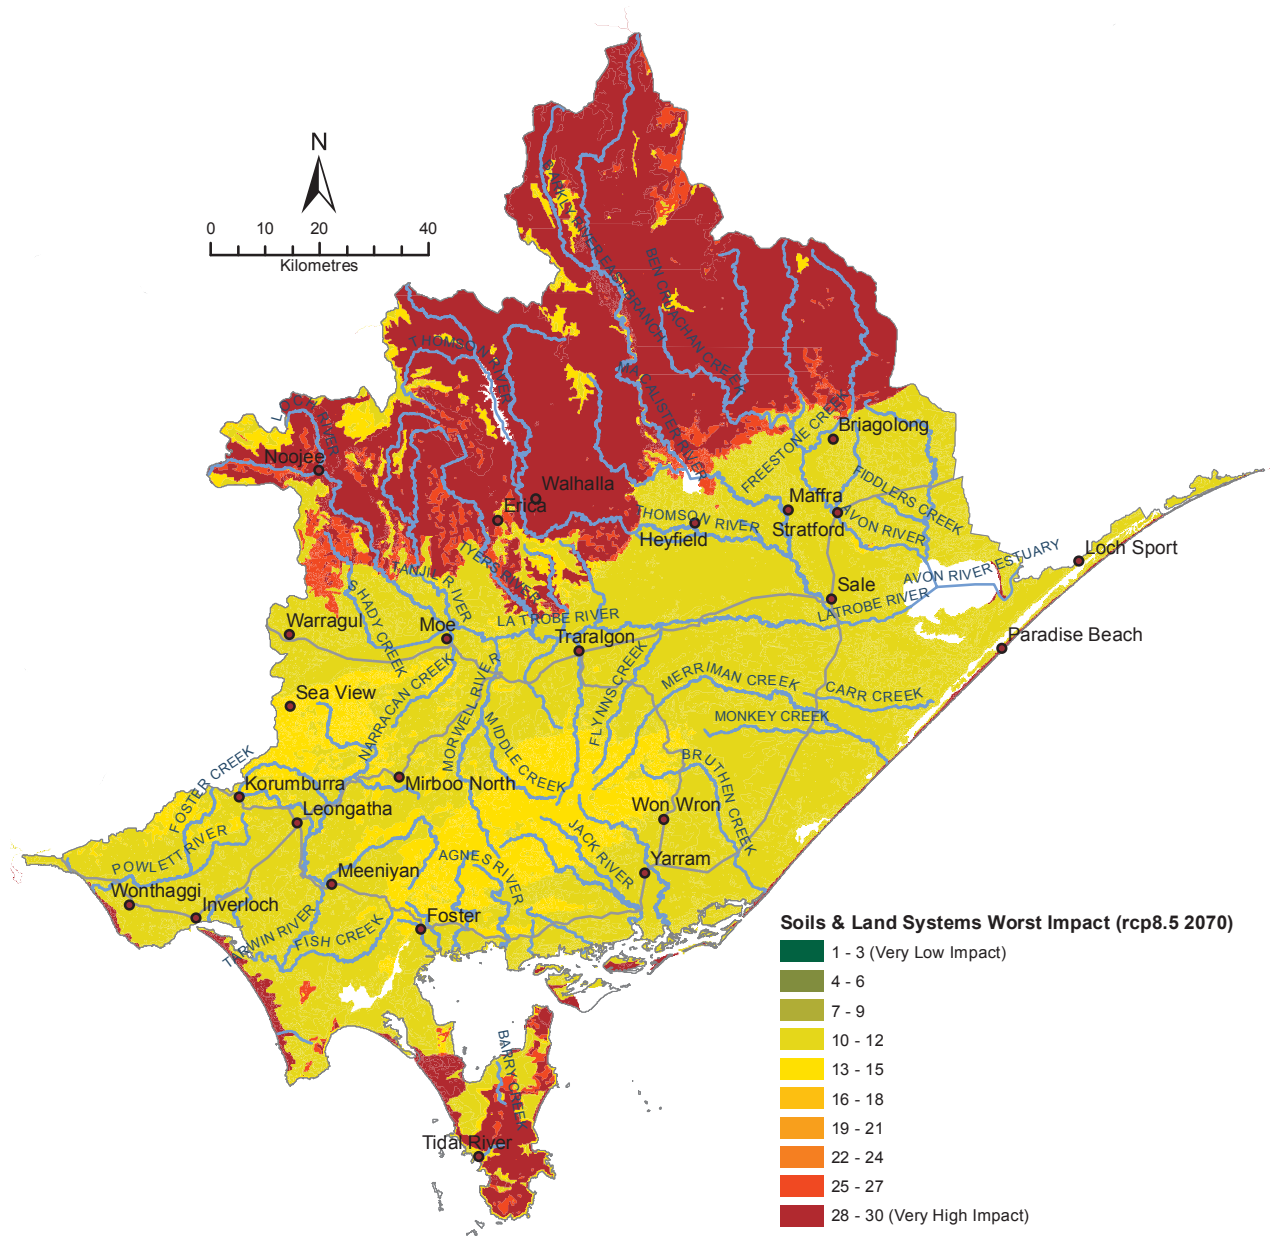 N
0 10 20 40
Kilometres
BARKLY RIVER EAST BRANCH
BEN CRUACHAN CREEK
THOMSON RIVER
MACALISTER RIVER
LOCH RIVER
FREESTONE CREEK
Briagolong
Noojee
Walhalla
FIDDLERS CREEK
Maffra
Erica
THOMSON RIVER
AVON RIVER
Stratford
Heyfield
Loch Sport
AVON RIVER ESTUARY
TYERS RIVER
TANJIL RIVER
SHADY CREEK
Sale
LATROBE RIVER
Warragul
Moe
LA TROBE RIVER
Traralgon
Paradise Beach
Sea View
NARRACAN CREEK
MORWELL RIVER
FLYNNS CREEK
MERRIMAN CREEK
CARR CREEK
MONKEY CREEK
MIDDLE CREEK
BRUTHEN CREEK
FOSTER CREEK
Korumburra
Mirboo North
Leongatha
Won Wron
POWLETT RIVER
JACK RIVER
AGNES RIVER
Yarram
Meeniyan
Wonthaggi
Inverloch
TARWIN RIVER
FISH CREEK
Foster
BARRY CREEK
Tidal River
Soils & Land Systems Worst Impact (rcp8.5 2070)
1 - 3 (Very Low Impact)
4 - 6
7 - 9
10 - 12
13 - 15
16 - 18
19 - 21
22 - 24
25 - 27
28 - 30 (Very High Impact)